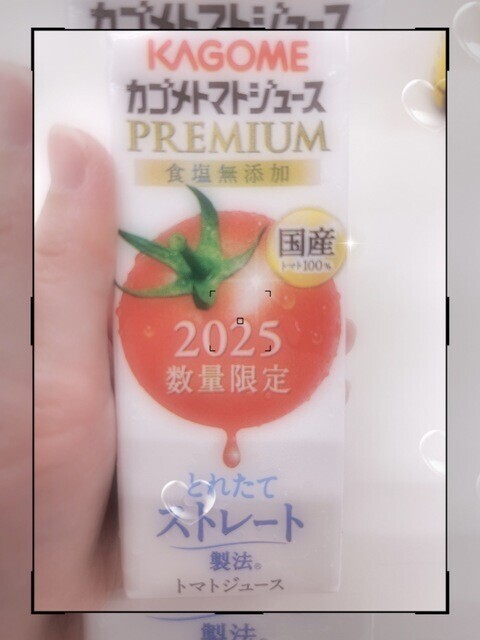 KAGOME
カゴメトマトジュース
PREMIUM
食塩無添加
国産
トマト100%
2025
数量限定
とれたて
ストレート
製法。
トマトジュース